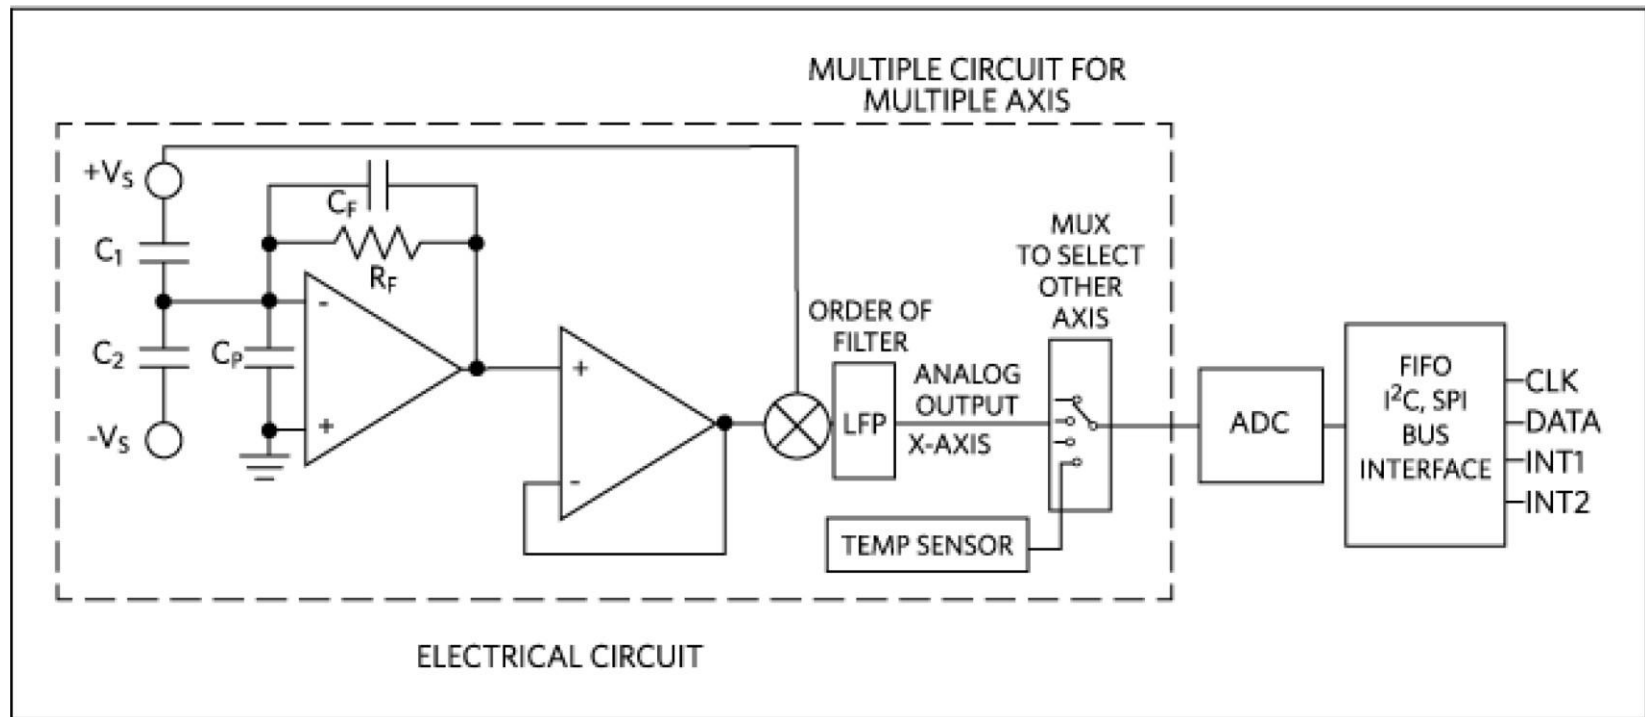 MULTIPLE CIRCUIT FOR
MULTIPLE AXIS
+VS
CF
C1
RF
-
C2
CP
+
-VS
+
-
ORDER OF
FILTER
LFP
ANALOG
OUTPUT
X-AXIS
MUX
TO SELECT
OTHER
AXIS
TEMP SENSOR
ADC
FIFO
I²C, SPI
BUS
INTERFACE
CLK
DATA
INT1
INT2
ELECTRICAL CIRCUIT